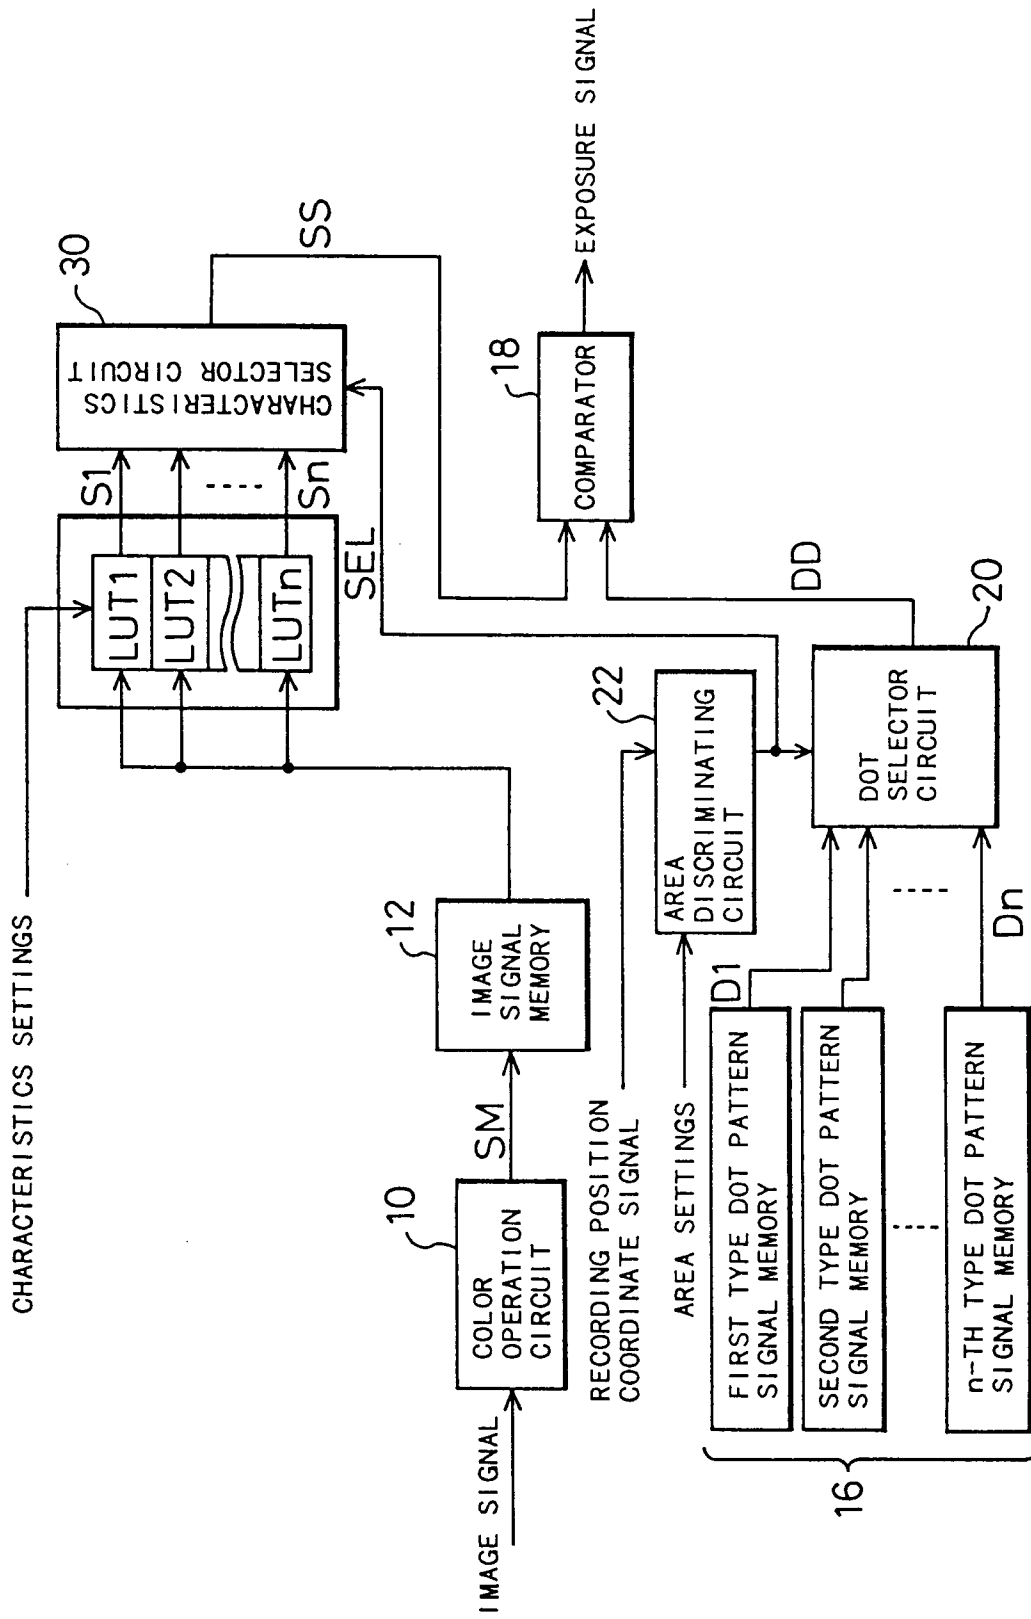 CHARACTERISTICS SETTINGS
LUT1
LUT2
LUTn
S1
Sn
30
CHARACTERISTICS
SELECTOR CIRCUIT
SS
SEL
IMAGE SIGNAL
10
COLOR
OPERATION
CIRCUIT
SM
12
IMAGE
SIGNAL
MEMORY
18
COMPARATOR
EXPOSURE SIGNAL
RECORDING POSITION
COORDINATE SIGNAL
AREA SETTINGS
22
AREA
DISCRIMINATING
CIRCUIT
DD
20
DOT
SELECTOR
CIRCUIT
16
FIRST TYPE DOT PATTERN
SIGNAL MEMORY
D1
SECOND TYPE DOT PATTERN
SIGNAL MEMORY
n-TH TYPE DOT PATTERN
SIGNAL MEMORY
Dn